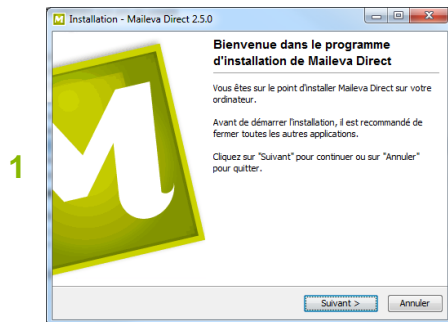 Installation - Maileva Direct 2.5.0
Bienvenue dans le programme
d'installation de Maileva Direct
Vous êtes sur le point d'installer Maileva Direct sur votre
ordinateur.
Avant de démarrer l'installation, il est recommandé de
fermer toutes les autres applications.
Cliquez sur "Suivant" pour continuer ou sur "Annuler"
pour quitter.
1
Suivant >
Annuler